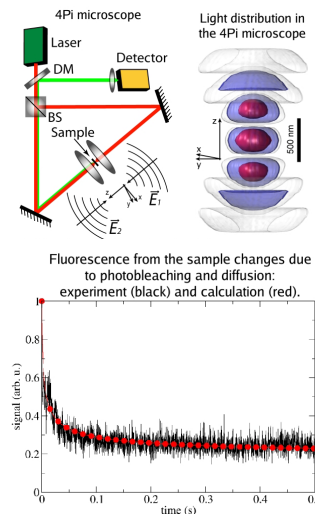 4Pi microscope
Laser
DM
Detector
BS
Sample
z
x
y
E₁
E₂
Light distribution in
the 4Pi microscope
z
x
y
500 nm
Fluorescence from the sample changes due
to photobleaching and diffusion:
experiment (black) and calculation (red).
signal (arb. u.)
1
0.8
0.6
0.4
0.2
0
0 0.1 0.2 0.3 0.4 0.5
time (s)